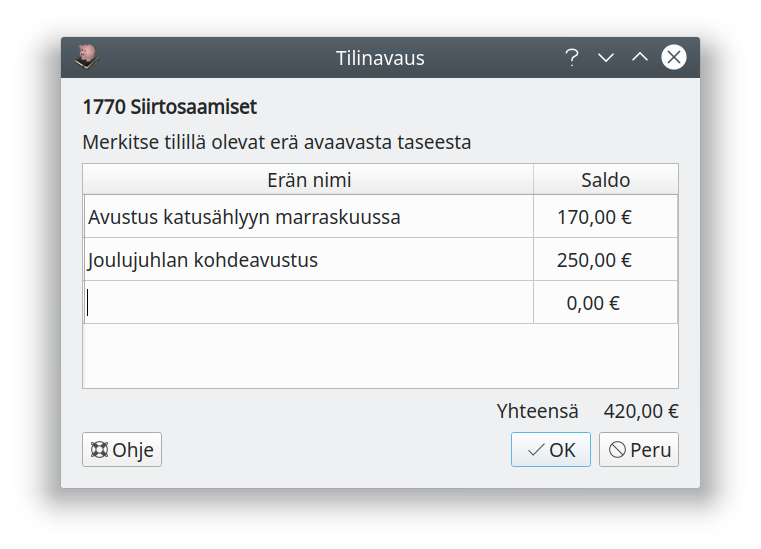 Tilinavaus
1770 Siirtosaamiset
Merkitse tilillä olevat erä avaavasta taseesta
Erän nimi Saldo
Avustus katusählyyn marraskuussa 170,00 €
Joulujuhlan kohdeavustus 250,00 €
0,00 €
Yhteensä 420,00 €
Ohje OK Peru